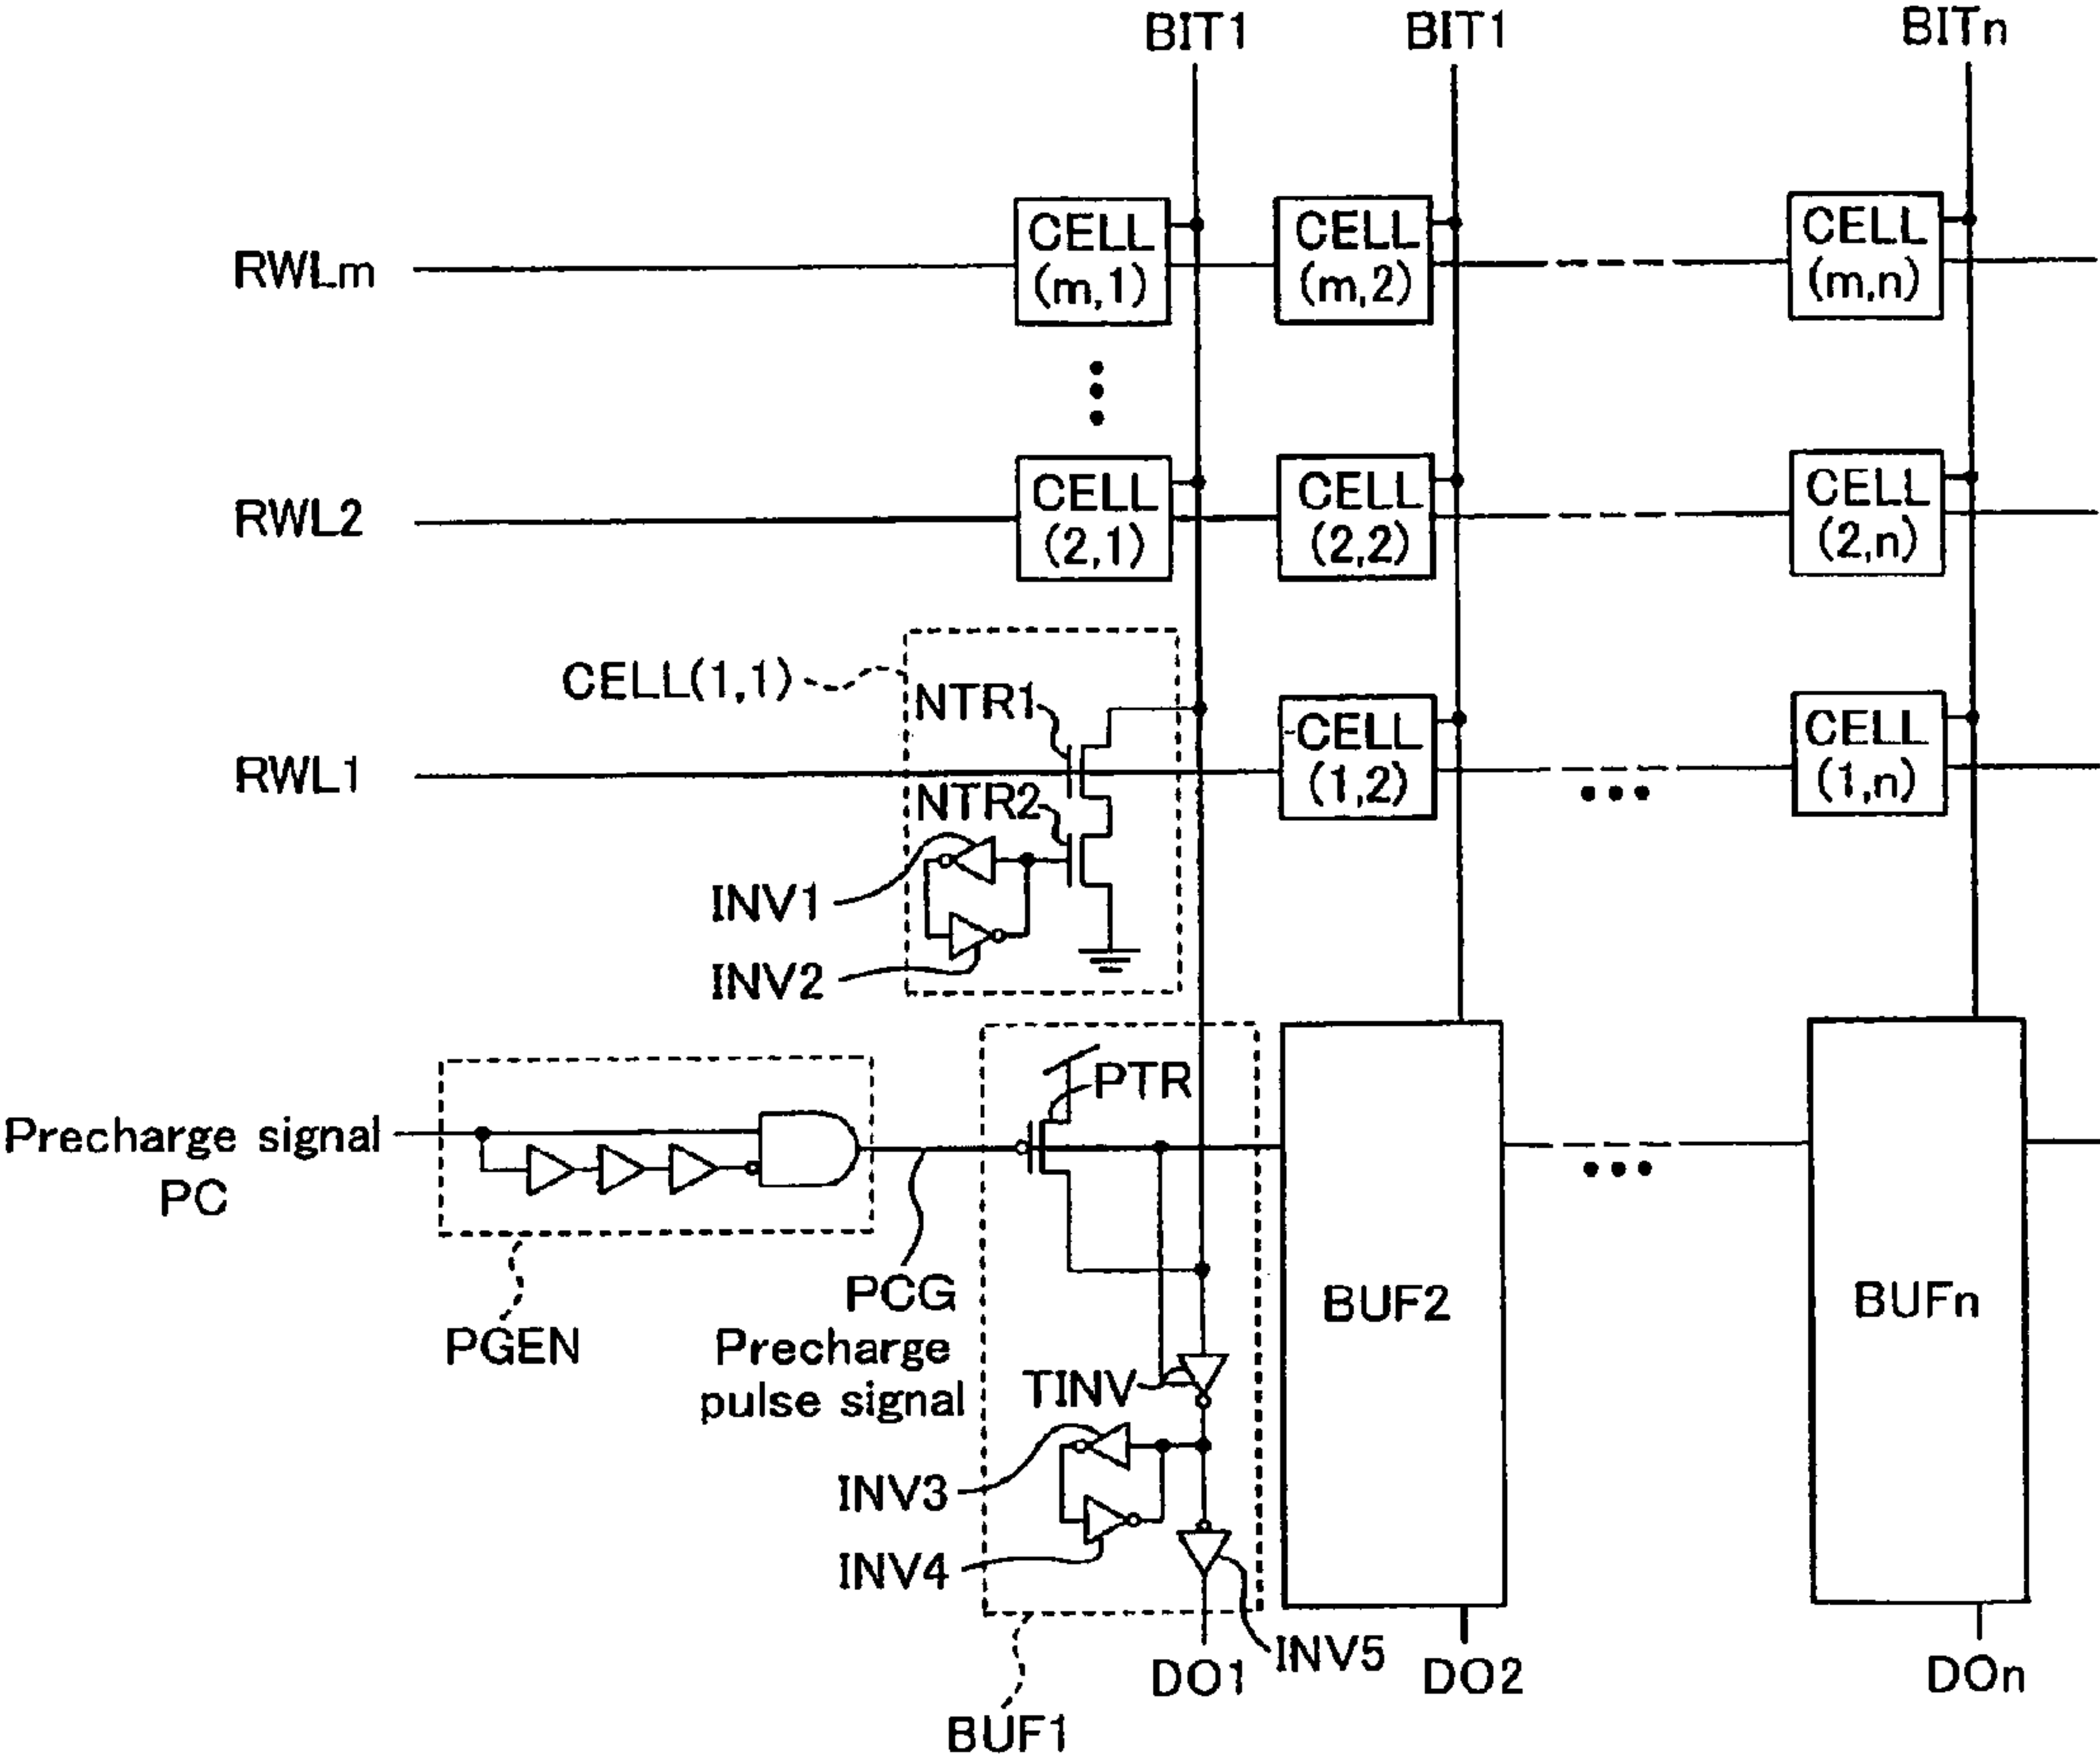 BIT1
BIT1
BITn
RWLm
CELL
(m,1)
CELL
(m,2)
CELL
(m,n)
RWL2
CELL
(2,1)
CELL
(2,2)
CELL
(2,n)
CELL(1,1)
NTR1
RWL1
CELL
(1,2)
CELL
(1,n)
NTR2
INV1
INV2
PTR
Precharge signal
PC
PCG
Precharge
pulse signal
PGEN
BUF2
BUFn
TINV
INV3
INV4
INV5
DO1
DO2
DOn
BUF1